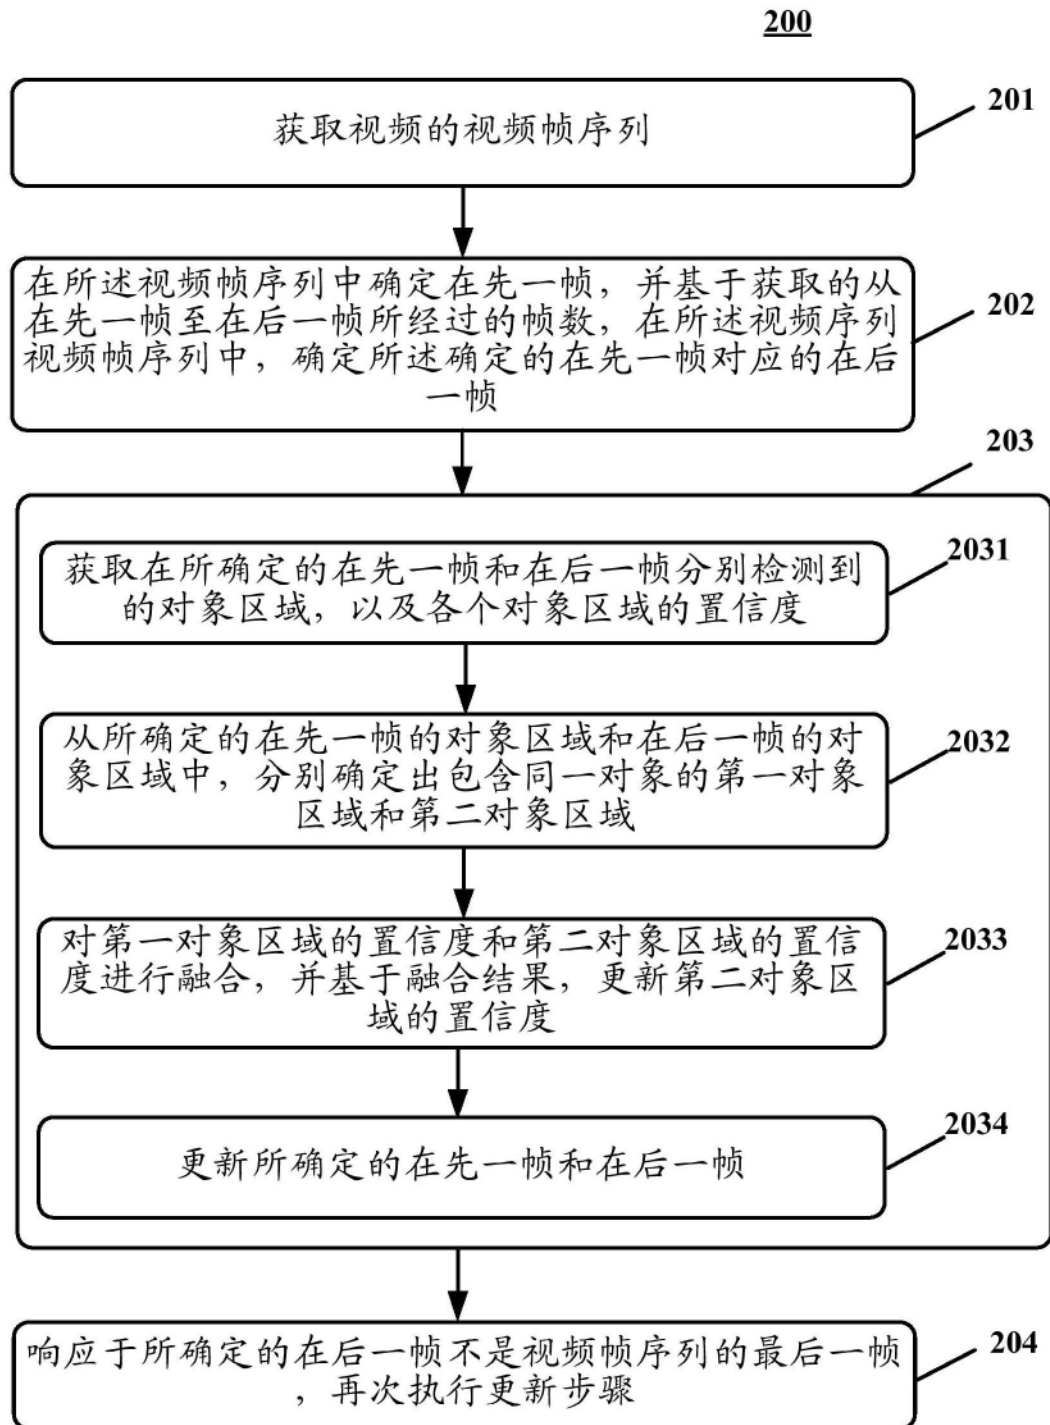 200
201
获取视频的视频帧序列
在所述视频帧序列中确定在先一帧，并基于获取的从
在先一帧至在后一帧所经过的帧数，在所述视频序列
视频帧序列中，确定所述确定的在先一帧对应的在后
一帧
202
203
获取在所确定的在先一帧和在后一帧分别检测到
的对象区域，以及各个对象区域的置信度
2031
从所确定的在先一帧的对象区域和在后一帧的对
象区域中，分别确定出包含同一对象的第一对象
区域和第二对象区域
2032
对第一对象区域的置信度和第二对象区域的置信
度进行融合，并基于融合结果，更新第二对象区
域的置信度
2033
更新所确定的在先一帧和在后一帧
2034
响应于所确定的在后一帧不是视频帧序列的最后一帧
，再次执行更新步骤
204